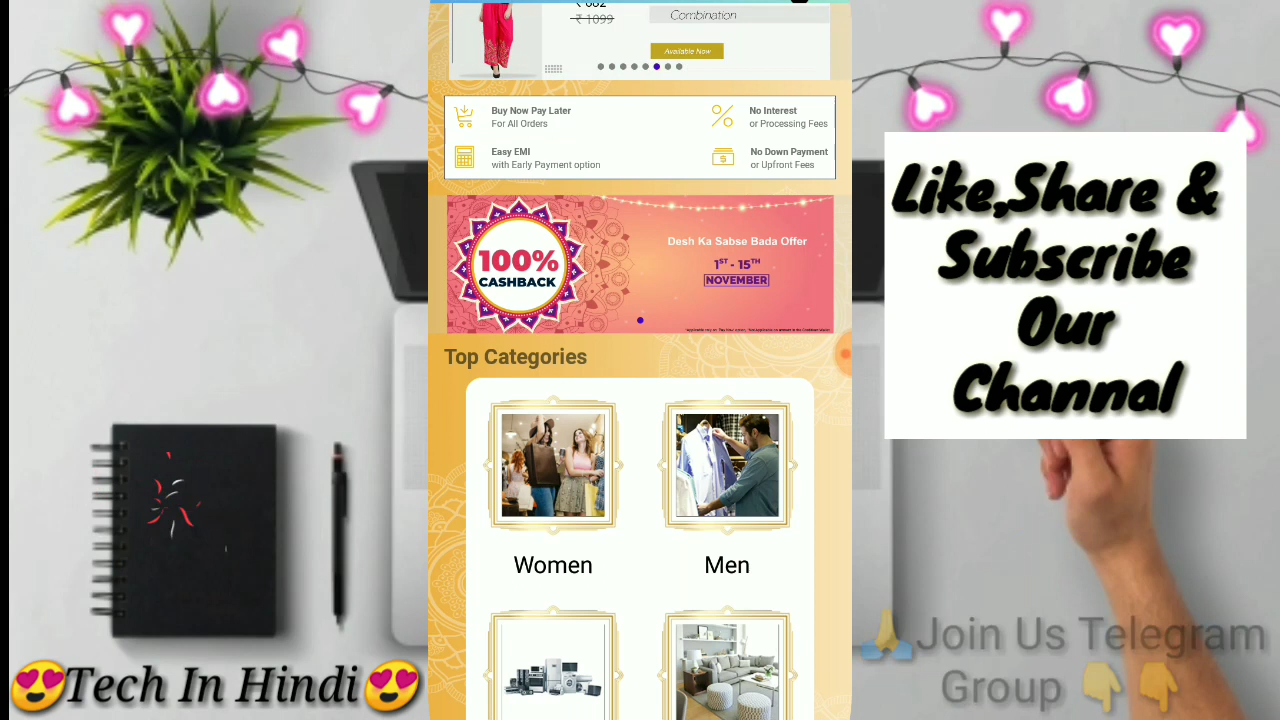 ₹ 682
₹ 1099
Combination
Available Now
Buy Now Pay Later
For All Orders
No Interest
or Processing Fees
Easy EMI
with Early Payment option
No Down Payment
or Upfront Fees
100%
CASHBACK
Desh Ka Sabse Bada Offer
1ST - 15TH
NOVEMBER
Top Categories
Women
Men
Like,Share &
Subscribe
Our
Channal
😍Tech In Hindi😍
🙏Join Us Telegram
Group 👇👇